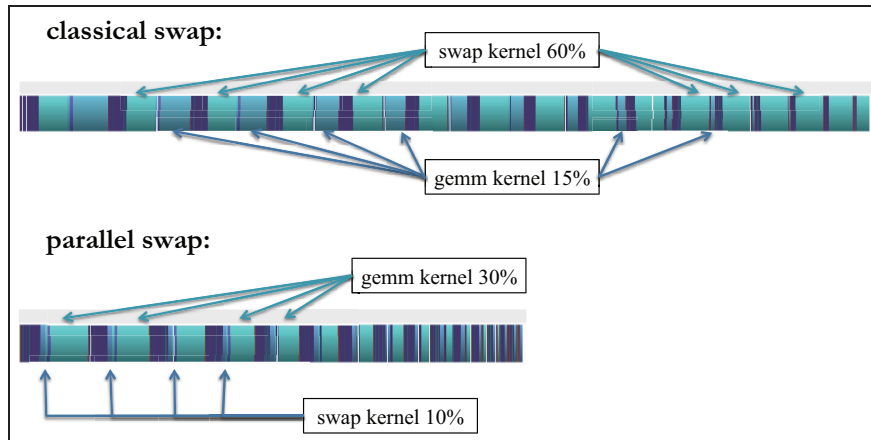 classical swap:
swap kernel 60%
gemm kernel 15%
parallel swap:
gemm kernel 30%
swap kernel 10%